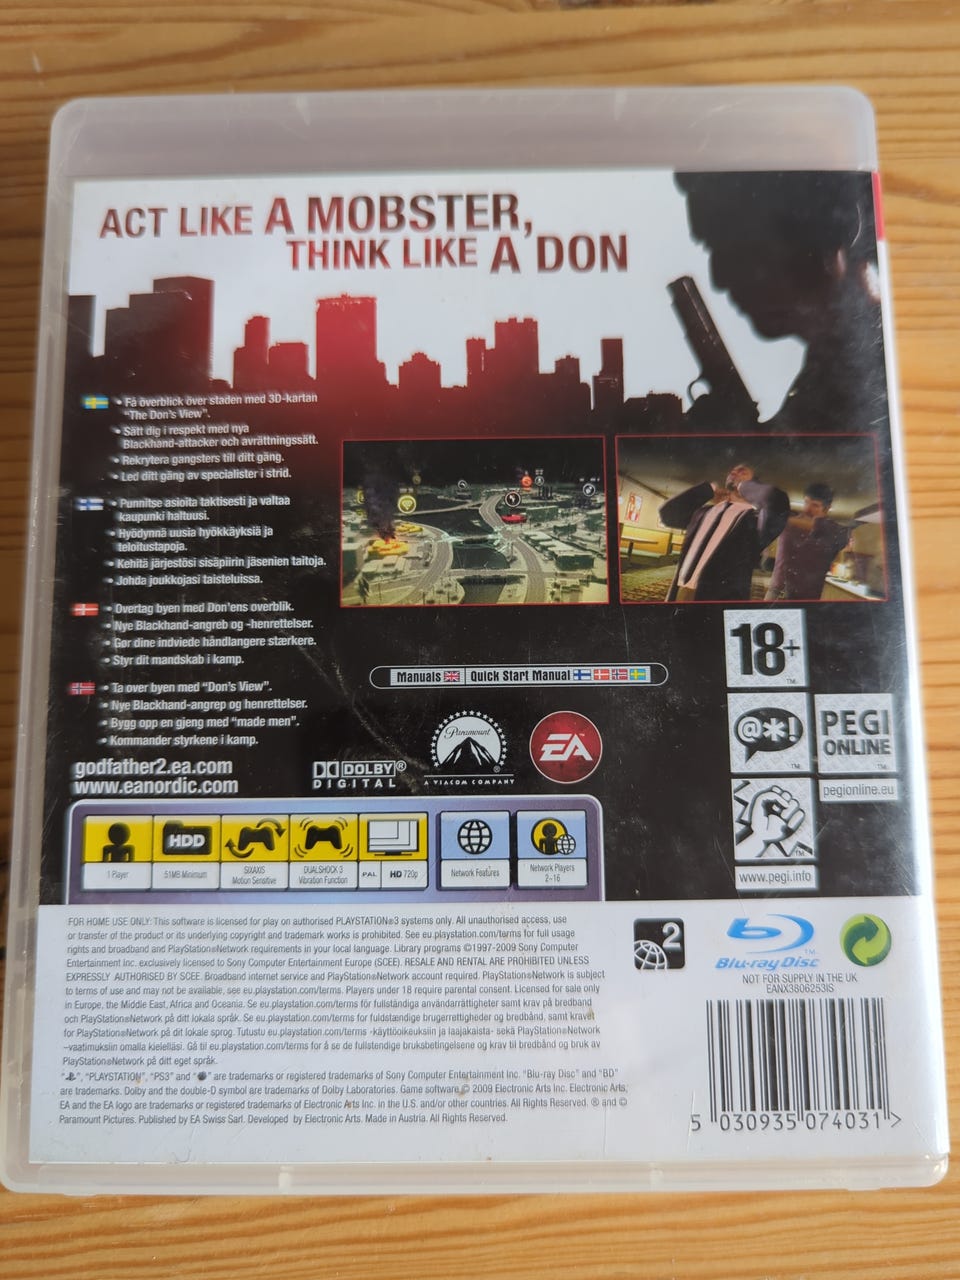 ACT LIKE A MOBSTER,
THINK LIKE A DON
• Få överblick över staden med 3D-kartan
"The Don's View".
• Sätt dig i respekt med nya
Blackhand-attacker och avrättningssätt.
• Rekrytera gangsters till ditt gäng.
• Led ditt gäng av specialister i strid.
• Punnitse asioita taktisesti ja valtaa
kaupunki haltuusi.
• Hyödynnä uusia hyökkäyksiä ja
teloitustapoja.
• Kehitä järjestösi sisäpiirin jäsenien taitoja.
• Johda joukkojasi taisteluissa.
• Overtag byen med Don'ens overblik.
• Nye Blackhand-angreb og -henrettelser.
• Gør dine indviede håndlangere stærkere.
• Styr dit mandskab i kamp.
• Ta over byen med "Don's View".
• Nye Blackhand-angrep og henrettelser.
• Bygg opp en gjeng med "made men".
• Kommander styrkene i kamp.
godfather2.ea.com
www.eanordic.com
Manuals Quick Start Manual
DOLBY®
DIGITAL
Paramount
A VIACOM COMPANY
EA
18+
TM
@*!
TM
PEGI
ONLINE
TM
pegionline.eu
TM
www.pegi.info
HDD
1 Player
51MB Minimum
SIXAXIS
Motion Sensitive
DUALSHOCK 3
Vibration Function
PAL HD 720p
Network Features
Network Players
2-16
FOR HOME USE ONLY: This software is licensed for play on authorised PLAYSTATION®3 systems only. All unauthorised access, use
or transfer of the product or its underlying copyright and trademark works is prohibited. See eu.playstation.com/terms for full usage
rights and broadband and PlayStation®Network requirements in your local language. Library programs ©1997-2009 Sony Computer
Entertainment Inc. exclusively licensed to Sony Computer Entertainment Europe (SCEE). RESALE AND RENTAL ARE PROHIBITED UNLESS
EXPRESSLY AUTHORISED BY SCEE. Broadband internet service and PlayStation®Network account required. PlayStation®Network is subject
to terms of use and may not be available, see eu.playstation.com/terms. Players under 18 require parental consent. Licensed for sale only
in Europe, the Middle East, Africa and Oceania. Se eu.playstation.com/terms för fullständiga användarrättigheter samt krav på bredband
och PlayStation®Network på ditt lokala språk. Se eu.playstation.com/terms for fuldstændige brugerrettigheder og bredbånd, samt kravet
for PlayStation®Network på dit lokale sprog. Tutustu eu.playstation.com/terms -käyttöoikeuksiin ja laajakaista- sekä PlayStation®Network
–vaatimuksiin omalla kielelläsi. Gå til eu.playstation.com/terms for å se de fullstendige bruksbetingelsene og krav til bredbånd og bruk av
PlayStation®Network på ditt eget språk.
" ", "PLAYSTATION", "PS3" and " " are trademarks or registered trademarks of Sony Computer Entertainment Inc. "Blu-ray Disc" and "BD"
are trademarks. Dolby and the double-D symbol are trademarks of Dolby Laboratories. Game software © 2009 Electronic Arts Inc. Electronic Arts,
EA and the EA logo are trademarks or registered trademarks of Electronic Arts Inc. in the U.S. and/or other countries. All Rights Reserved. ® and ©
Paramount Pictures. Published by EA Swiss Sarl. Developed by Electronic Arts. Made in Austria. All Rights Reserved.
2
Blu-ray Disc™
NOT FOR SUPPLY IN THE UK
EANX3806253IS
5 030935 074031 >